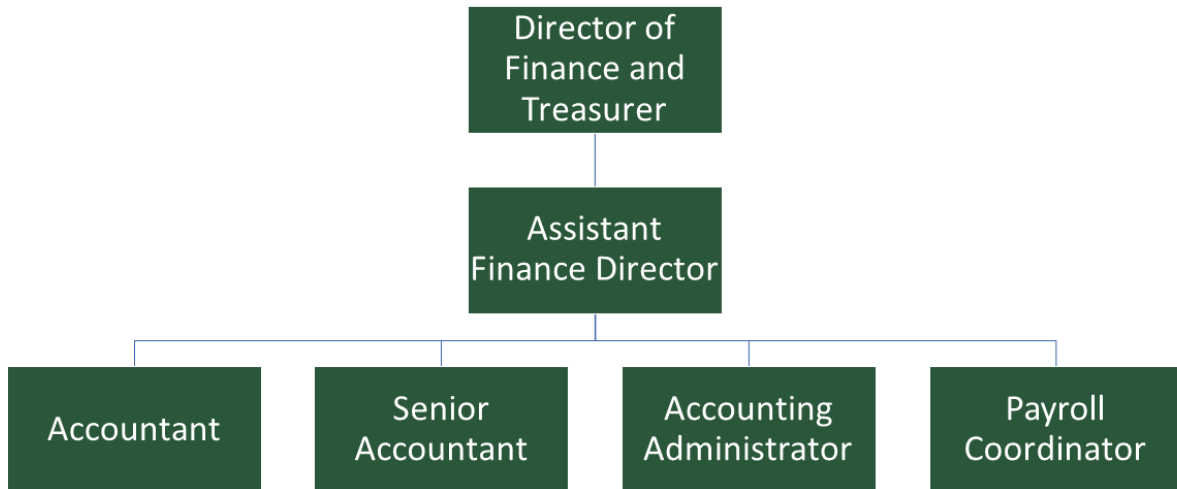 Director of
Finance and
Treasurer
Assistant
Finance Director
Accountant
Senior
Accountant
Accounting
Administrator
Payroll
Coordinator